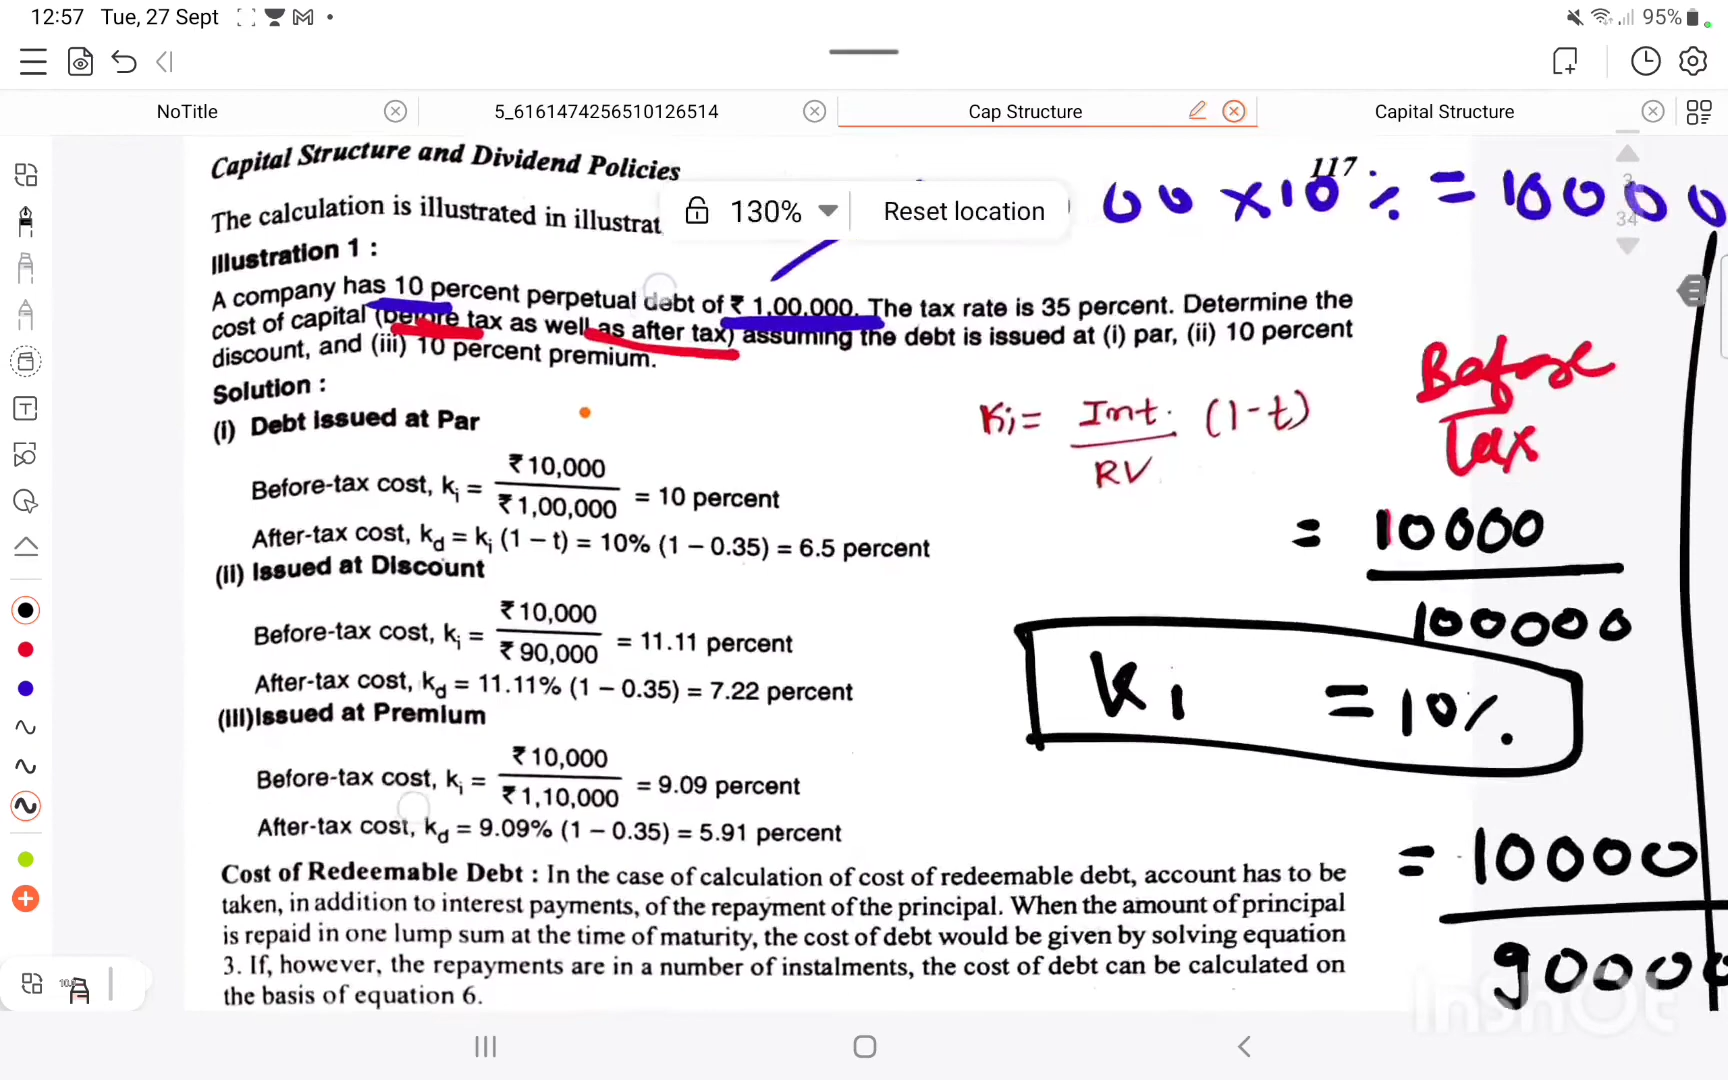 12:57 Tue, 27 Sept
95%
NoTitle
5_6161474256510126514
Cap Structure
Capital Structure
Capital Structure and Dividend Policies
117
The calculation is illustrated in illustrat
130%
Reset location
00 x10% = 10000
3
34
Illustration 1 :
A company has 10 percent perpetual debt of ₹ 1,00,000. The tax rate is 35 percent. Determine the
cost of capital (before tax as well as after tax) assuming the debt is issued at (i) par, (ii) 10 percent
discount, and (iii) 10 percent premium.
Solution :
(i) Debt issued at Par
Before-tax cost, ki = ₹10,000 / ₹1,00,000 = 10 percent
After-tax cost, kd = ki (1 – t) = 10% (1 – 0.35) = 6.5 percent
(ii) Issued at Discount
Before-tax cost, ki = ₹10,000 / ₹90,000 = 11.11 percent
After-tax cost, kd = 11.11% (1 – 0.35) = 7.22 percent
(iii) Issued at Premium
Before-tax cost, ki = ₹10,000 / ₹1,10,000 = 9.09 percent
After-tax cost, kd = 9.09% (1 – 0.35) = 5.91 percent
Ki = Int. / RV (1-t)
Before
Tax
= 10000
100000
Ki = 10%.
= 10000
90000
Cost of Redeemable Debt : In the case of calculation of cost of redeemable debt, account has to be
taken, in addition to interest payments, of the repayment of the principal. When the amount of principal
is repaid in one lump sum at the time of maturity, the cost of debt would be given by solving equation
3. If, however, the repayments are in a number of instalments, the cost of debt can be calculated on
the basis of equation 6.
InShOt